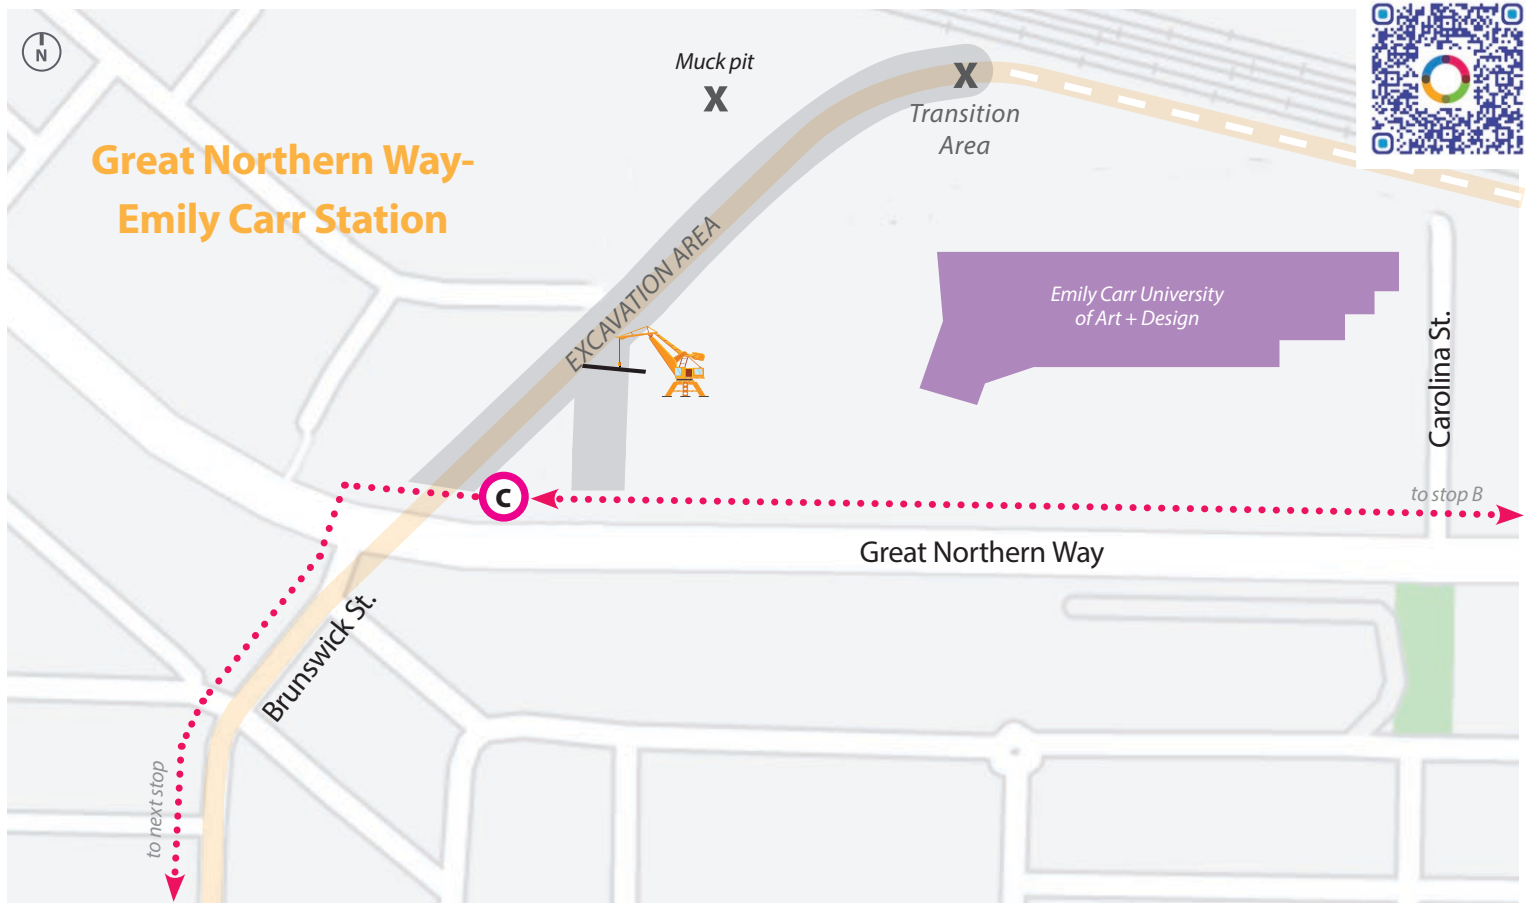 N
Muck pit
X
X
Transition
Area
Great Northern Way-
Emily Carr Station
EXCAVATION AREA
Emily Carr University
of Art + Design
Carolina St.
C
to stop B
Great Northern Way
Brunswick St.
to next stop